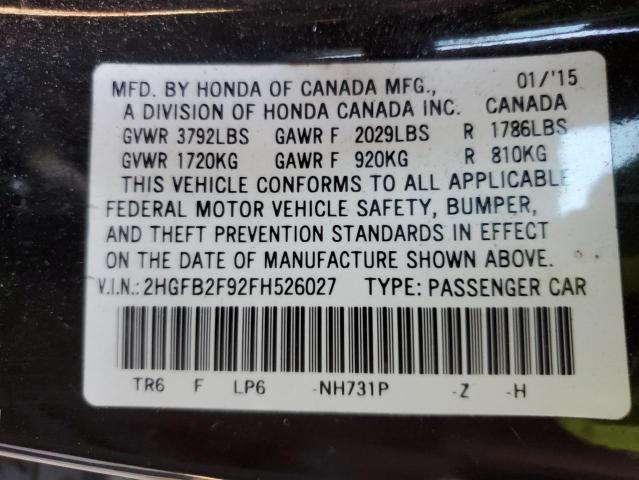 MFD. BY HONDA OF CANADA MFG., 01/'15
A DIVISION OF HONDA CANADA INC. CANADA
GVWR 3792LBS GAWR F 2029LBS R 1786LBS
GVWR 1720KG GAWR F 920KG R 810KG
THIS VEHICLE CONFORMS TO ALL APPLICABLE
FEDERAL MOTOR VEHICLE SAFETY, BUMPER,
AND THEFT PREVENTION STANDARDS IN EFFECT
ON THE DATE OF MANUFACTURE SHOWN ABOVE.
V.I.N.: 2HGFB2F92FH526027 TYPE: PASSENGER CAR
TR6 F LP6 -NH731P -Z -H